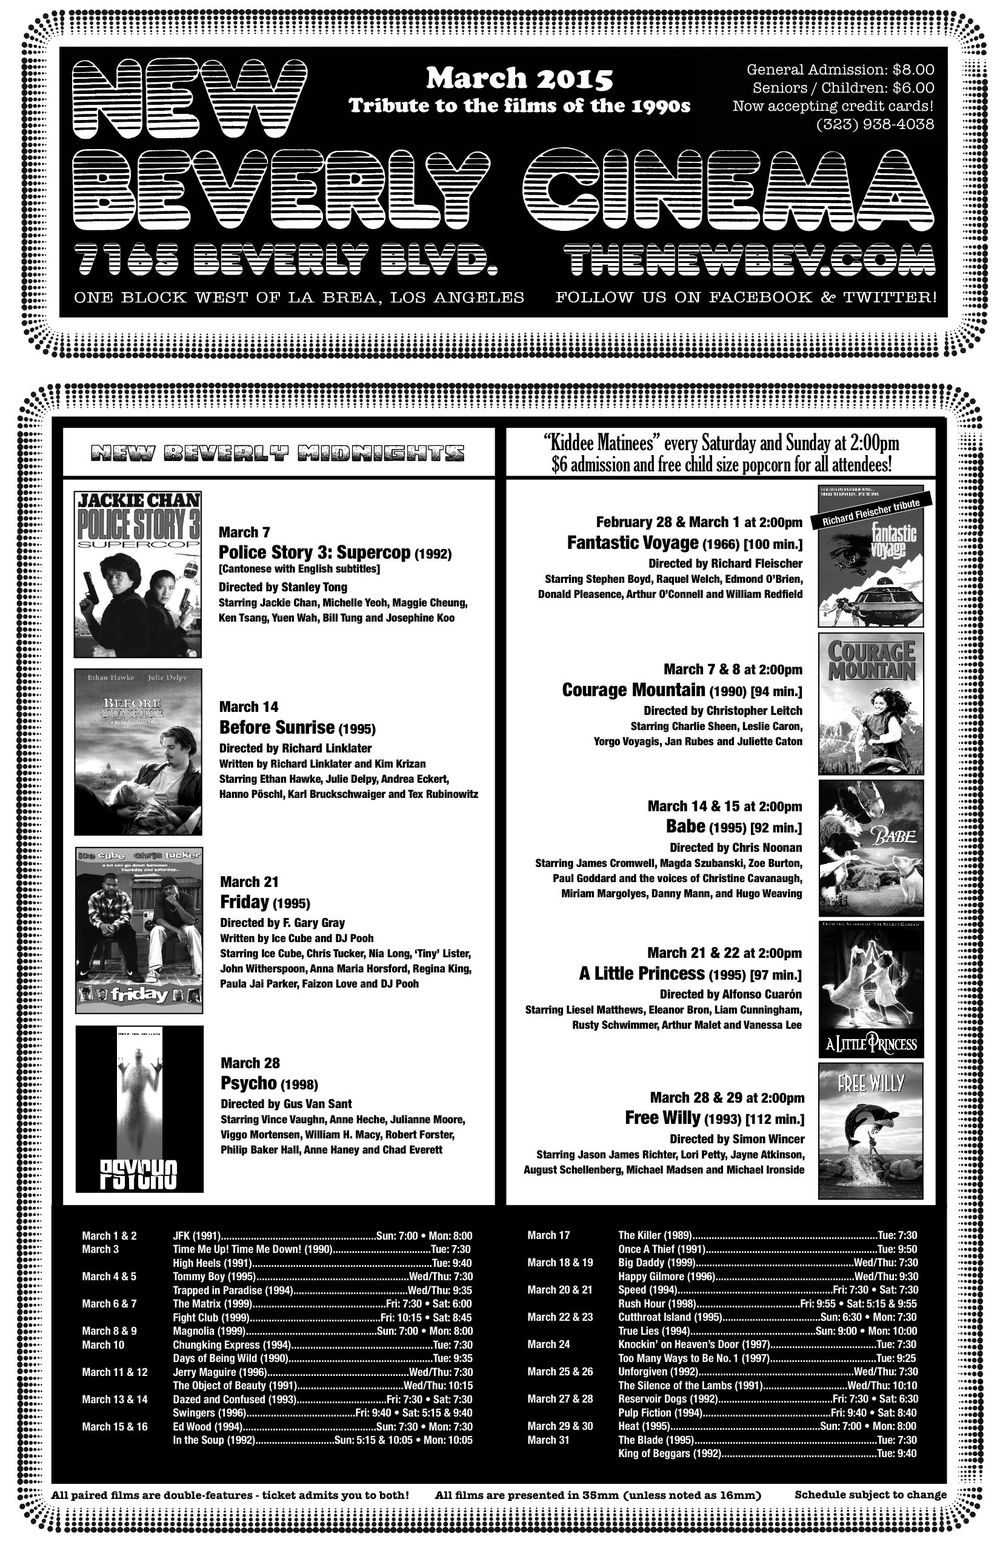 NEW
March 2015
Tribute to the films of the 1990s
General Admission: $8.00
Seniors / Children: $6.00
Now accepting credit cards!
(323) 938-4038
BEVERLY CINEMA
7165 BEVERLY BLVD. THENEWBEV.COM
ONE BLOCK WEST OF LA BREA, LOS ANGELES FOLLOW US ON FACEBOOK & TWITTER!
NEW BEVERLY MIDNIGHTS
JACKIE CHAN
POLICE STORY 3
SUPERCOP
March 7
Police Story 3: Supercop (1992)
[Cantonese with English subtitles]
Directed by Stanley Tong
Starring Jackie Chan, Michelle Yeoh, Maggie Cheung,
Ken Tsang, Yuen Wah, Bill Tung and Josephine Koo
Ethan Hawke Julie Delpy
BEFORE
SUNRISE
March 14
Before Sunrise (1995)
Directed by Richard Linklater
Written by Richard Linklater and Kim Krizan
Starring Ethan Hawke, Julie Delpy, Andrea Eckert,
Hanno Pöschl, Karl Bruckschwaiger and Tex Rubinowitz
ice cube chris tucker
a lot can go down between
thursday and saturday...
friday
March 21
Friday (1995)
Directed by F. Gary Gray
Written by Ice Cube and DJ Pooh
Starring Ice Cube, Chris Tucker, Nia Long, ‘Tiny’ Lister,
John Witherspoon, Anna Maria Horsford, Regina King,
Paula Jai Parker, Faizon Love and DJ Pooh
PSYCHO
March 28
Psycho (1998)
Directed by Gus Van Sant
Starring Vince Vaughn, Anne Heche, Julianne Moore,
Viggo Mortensen, William H. Macy, Robert Forster,
Philip Baker Hall, Anne Haney and Chad Everett
“Kiddee Matinees” every Saturday and Sunday at 2:00pm
$6 admission and free child size popcorn for all attendees!
February 28 & March 1 at 2:00pm
Fantastic Voyage (1966) [100 min.]
Directed by Richard Fleischer
Starring Stephen Boyd, Raquel Welch, Edmond O’Brien,
Donald Pleasence, Arthur O’Connell and William Redfield
Richard Fleischer tribute
fantastic
voyage
March 7 & 8 at 2:00pm
Courage Mountain (1990) [94 min.]
Directed by Christopher Leitch
Starring Charlie Sheen, Leslie Caron,
Yorgo Voyagis, Jan Rubes and Juliette Caton
COURAGE
MOUNTAIN
March 14 & 15 at 2:00pm
Babe (1995) [92 min.]
Directed by Chris Noonan
Starring James Cromwell, Magda Szubanski, Zoe Burton,
Paul Goddard and the voices of Christine Cavanaugh,
Miriam Margolyes, Danny Mann, and Hugo Weaving
BABE
March 21 & 22 at 2:00pm
A Little Princess (1995) [97 min.]
Directed by Alfonso Cuarón
Starring Liesel Matthews, Eleanor Bron, Liam Cunningham,
Rusty Schwimmer, Arthur Malet and Vanessa Lee
FROM THE AUTHOR OF 'THE SECRET GARDEN'
A LITTLE PRINCESS
March 28 & 29 at 2:00pm
Free Willy (1993) [112 min.]
Directed by Simon Wincer
Starring Jason James Richter, Lori Petty, Jayne Atkinson,
August Schellenberg, Michael Madsen and Michael Ironside
FREE WILLY
March 1 & 2 JFK (1991) Sun: 7:00 • Mon: 8:00
March 3 Time Me Up! Time Me Down! (1990) Tue: 7:30
High Heels (1991) Tue: 9:40
March 4 & 5 Tommy Boy (1995) Wed/Thu: 7:30
Trapped in Paradise (1994) Wed/Thu: 9:35
March 6 & 7 The Matrix (1999) Fri: 7:30 • Sat: 6:00
Fight Club (1999) Fri: 10:15 • Sat: 8:45
March 8 & 9 Magnolia (1999) Sun: 7:00 • Mon: 8:00
March 10 Chungking Express (1994) Tue: 7:30
Days of Being Wild (1990) Tue: 9:35
March 11 & 12 Jerry Maguire (1996) Wed/Thu: 7:30
The Object of Beauty (1991) Wed/Thu: 10:15
March 13 & 14 Dazed and Confused (1993) Fri: 7:30 • Sat: 7:30
Swingers (1996) Fri: 9:40 • Sat: 5:15 & 9:40
March 15 & 16 Ed Wood (1994) Sun: 7:30 • Mon: 7:30
In the Soup (1992) Sun: 5:15 & 10:05 • Mon: 10:05
March 17 The Killer (1989) Tue: 7:30
Once A Thief (1991) Tue: 9:50
March 18 & 19 Big Daddy (1999) Wed/Thu: 7:30
Happy Gilmore (1996) Wed/Thu: 9:30
March 20 & 21 Speed (1994) Fri: 7:30 • Sat: 7:30
Rush Hour (1998) Fri: 9:55 • Sat: 5:15 & 9:55
March 22 & 23 Cutthroat Island (1995) Sun: 6:30 • Mon: 7:30
True Lies (1994) Sun: 9:00 • Mon: 10:00
March 24 Knockin’ on Heaven’s Door (1997) Tue: 7:30
Too Many Ways to Be No. 1 (1997) Tue: 9:25
March 25 & 26 Unforgiven (1992) Wed/Thu: 7:30
The Silence of the Lambs (1991) Wed/Thu: 10:10
March 27 & 28 Reservoir Dogs (1992) Fri: 7:30 • Sat: 6:30
Pulp Fiction (1994) Fri: 9:40 • Sat: 8:40
March 29 & 30 Heat (1995) Sun: 7:00 • Mon: 8:00
March 31 The Blade (1995) Tue: 7:30
King of Beggars (1992) Tue: 9:40
All paired films are double-features - ticket admits you to both! All films are presented in 35mm (unless noted as 16mm) Schedule subject to change